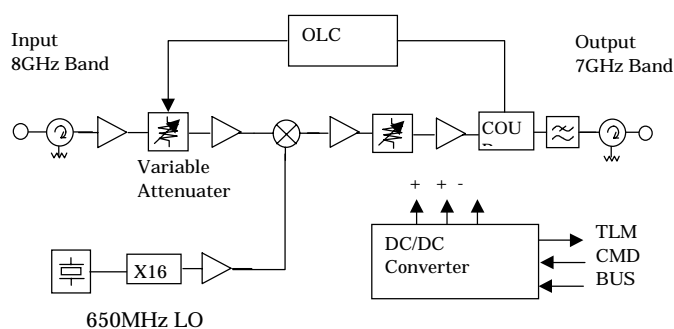 Input
8GHz Band
OLC
Output
7GHz Band
COU
Variable
Attenuater
+ + -
DC/DC
Converter
TLM
CMD
BUS
X16
650MHz LO